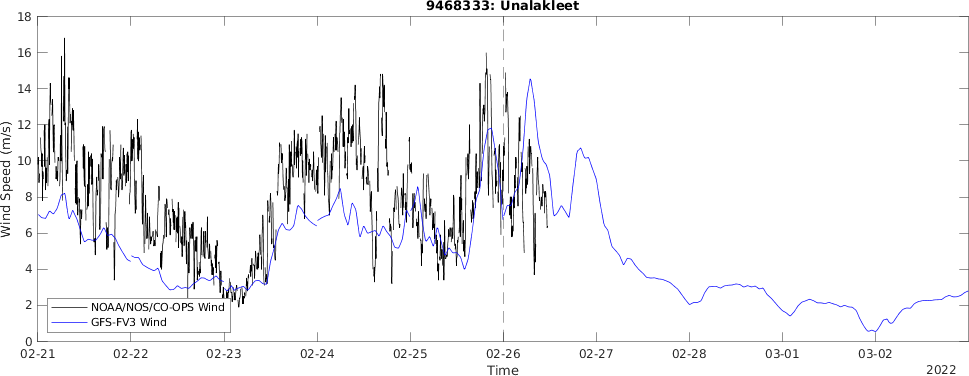 9468333: Unalakleet
18
16
14
12
10
8
6
4
2
0
Wind Speed (m/s)
NOAA/NOS/CO-OPS Wind
GFS-FV3 Wind
02-21 02-22 02-23 02-24 02-25 02-26 02-27 02-28 03-01 03-02
Time
2022